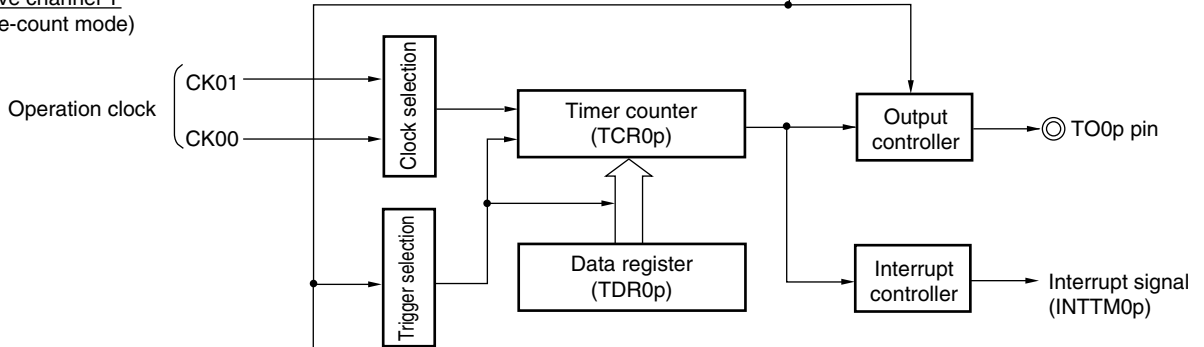 channel 1
e-count mode)
Operation clock
CK01
CK00
Clock selection
Timer counter
(TCR0p)
Output
controller
TO0p pin
Trigger selection
Data register
(TDR0p)
Interrupt
controller
Interrupt signal
(INTTM0p)